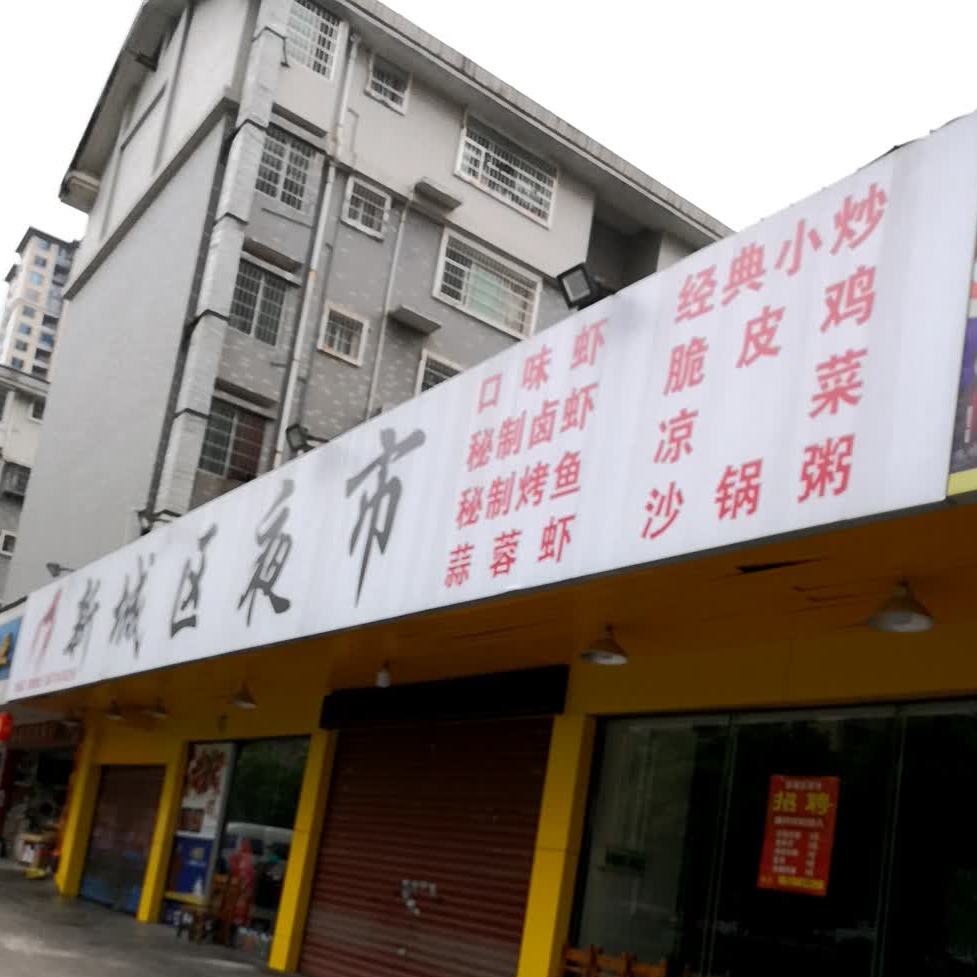 新城区夜市
口味虾
秘制卤虾
秘制烤鱼
蒜蓉虾
经典小炒
脆皮鸡
凉菜
沙锅粥
招聘